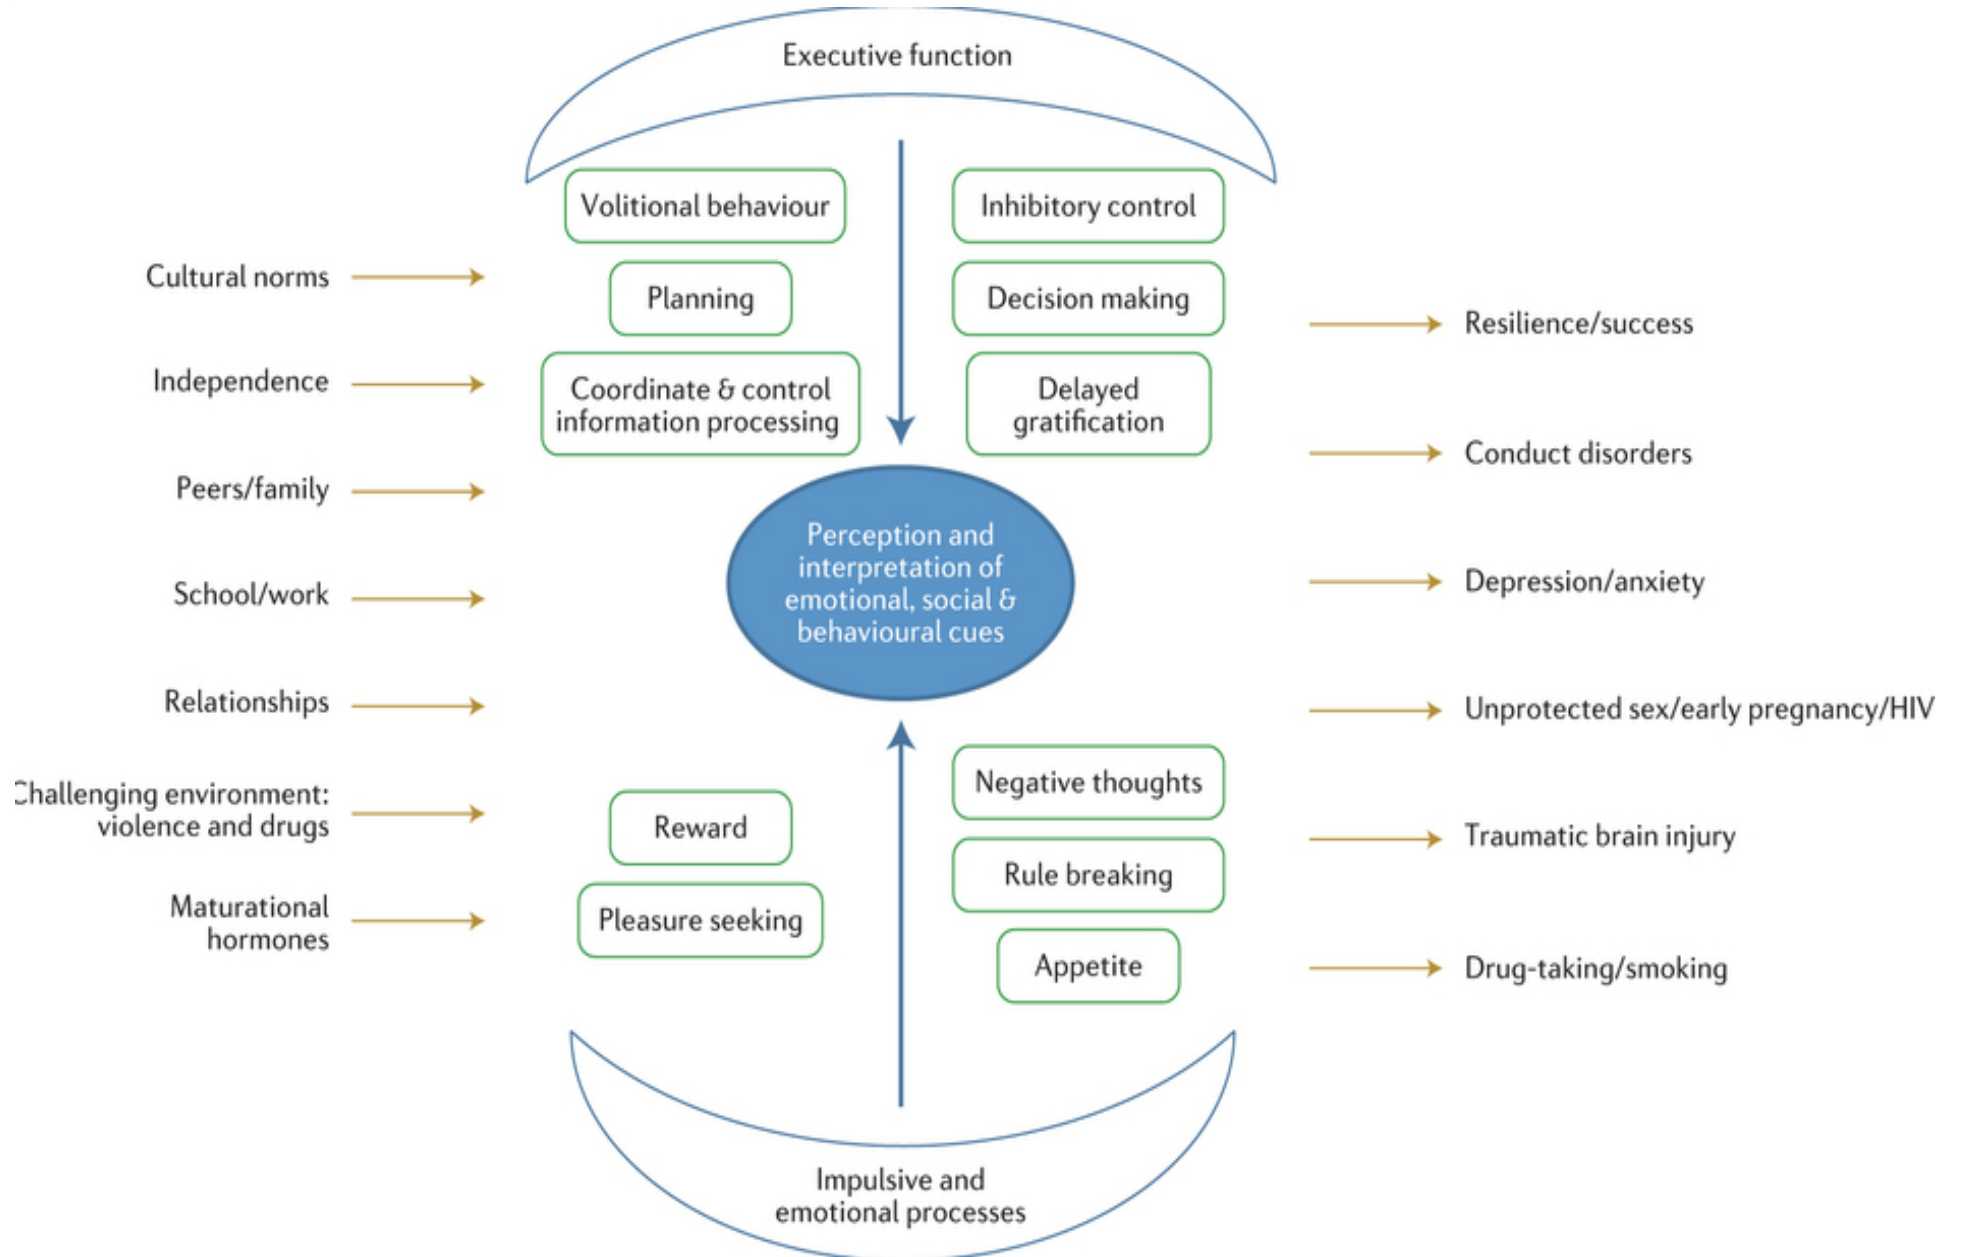 Executive function
Volitional behaviour
Inhibitory control
Planning
Decision making
Coordinate & control
information processing
Delayed
gratification
Cultural norms
Independence
Peers/family
School/work
Relationships
Challenging environment:
violence and drugs
Maturational
hormones
Perception and
interpretation of
emotional, social &
behavioural cues
Reward
Pleasure seeking
Negative thoughts
Rule breaking
Appetite
Impulsive and
emotional processes
Resilience/success
Conduct disorders
Depression/anxiety
Unprotected sex/early pregnancy/HIV
Traumatic brain injury
Drug-taking/smoking